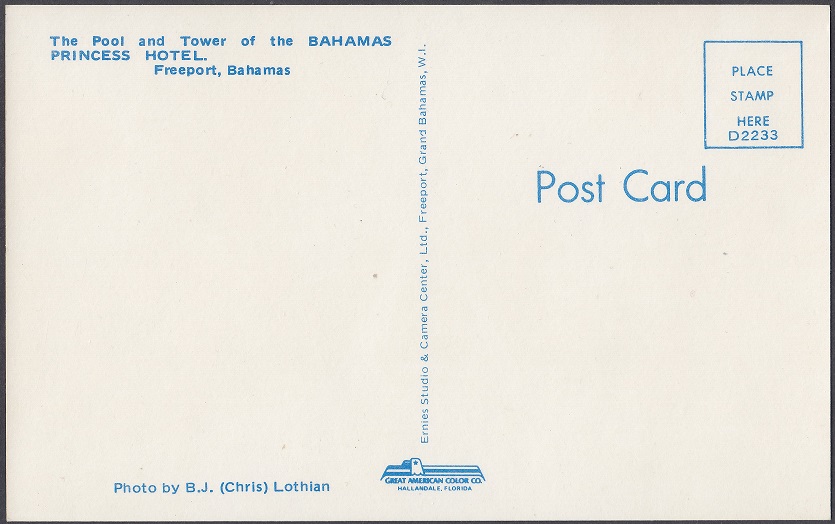 The Pool and Tower of the BAHAMAS
PRINCESS HOTEL.
Freeport, Bahamas
Photo by B.J. (Chris) Lothian
Ernies Studio & Camera Center, Ltd., Freeport, Grand Bahamas, W.I.
GREAT AMERICAN COLOR CO.
HALLANDALE, FLORIDA
PLACE
STAMP
HERE
D2233
Post Card